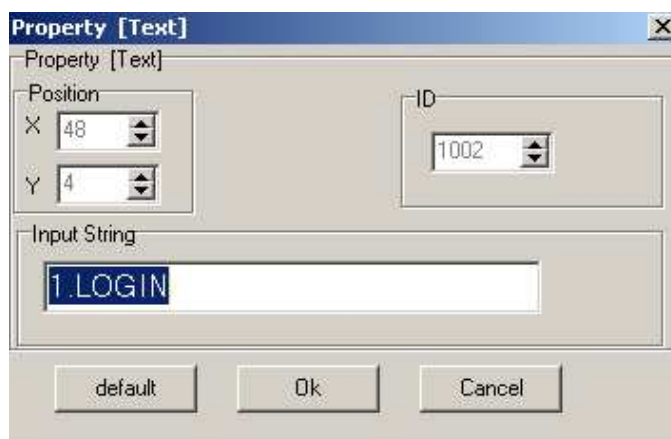 Property [Text]
Property [Text]
Position
X 48
Y 4
ID
1002
Input String
1.LOGIN
default Ok Cancel